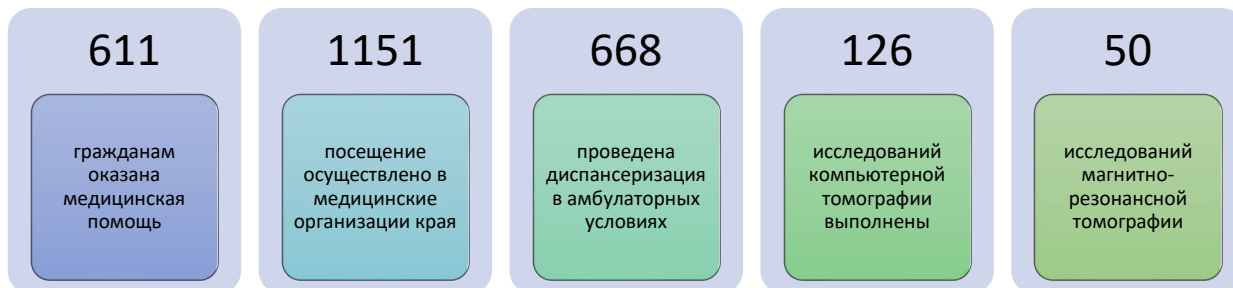 611
гражданам
оказана
медицинская
помощь
1151
посещение
осуществлено в
медицинские
организации края
668
проведена
диспансеризация
в амбулаторных
условиях
126
исследований
компьютерной
томографии
выполнены
50
исследований
магнитно-
резонансной
томографии